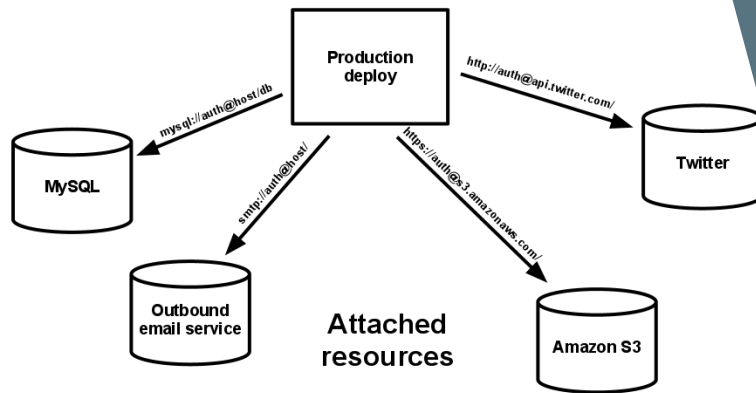 Production
deploy
mysql://auth@host/db
smtp://auth@host/
https://auth@s3.amazonaws.com/
http://auth@api.twitter.com/
MySQL
Twitter
Outbound
email service
Attached
resources
Amazon S3